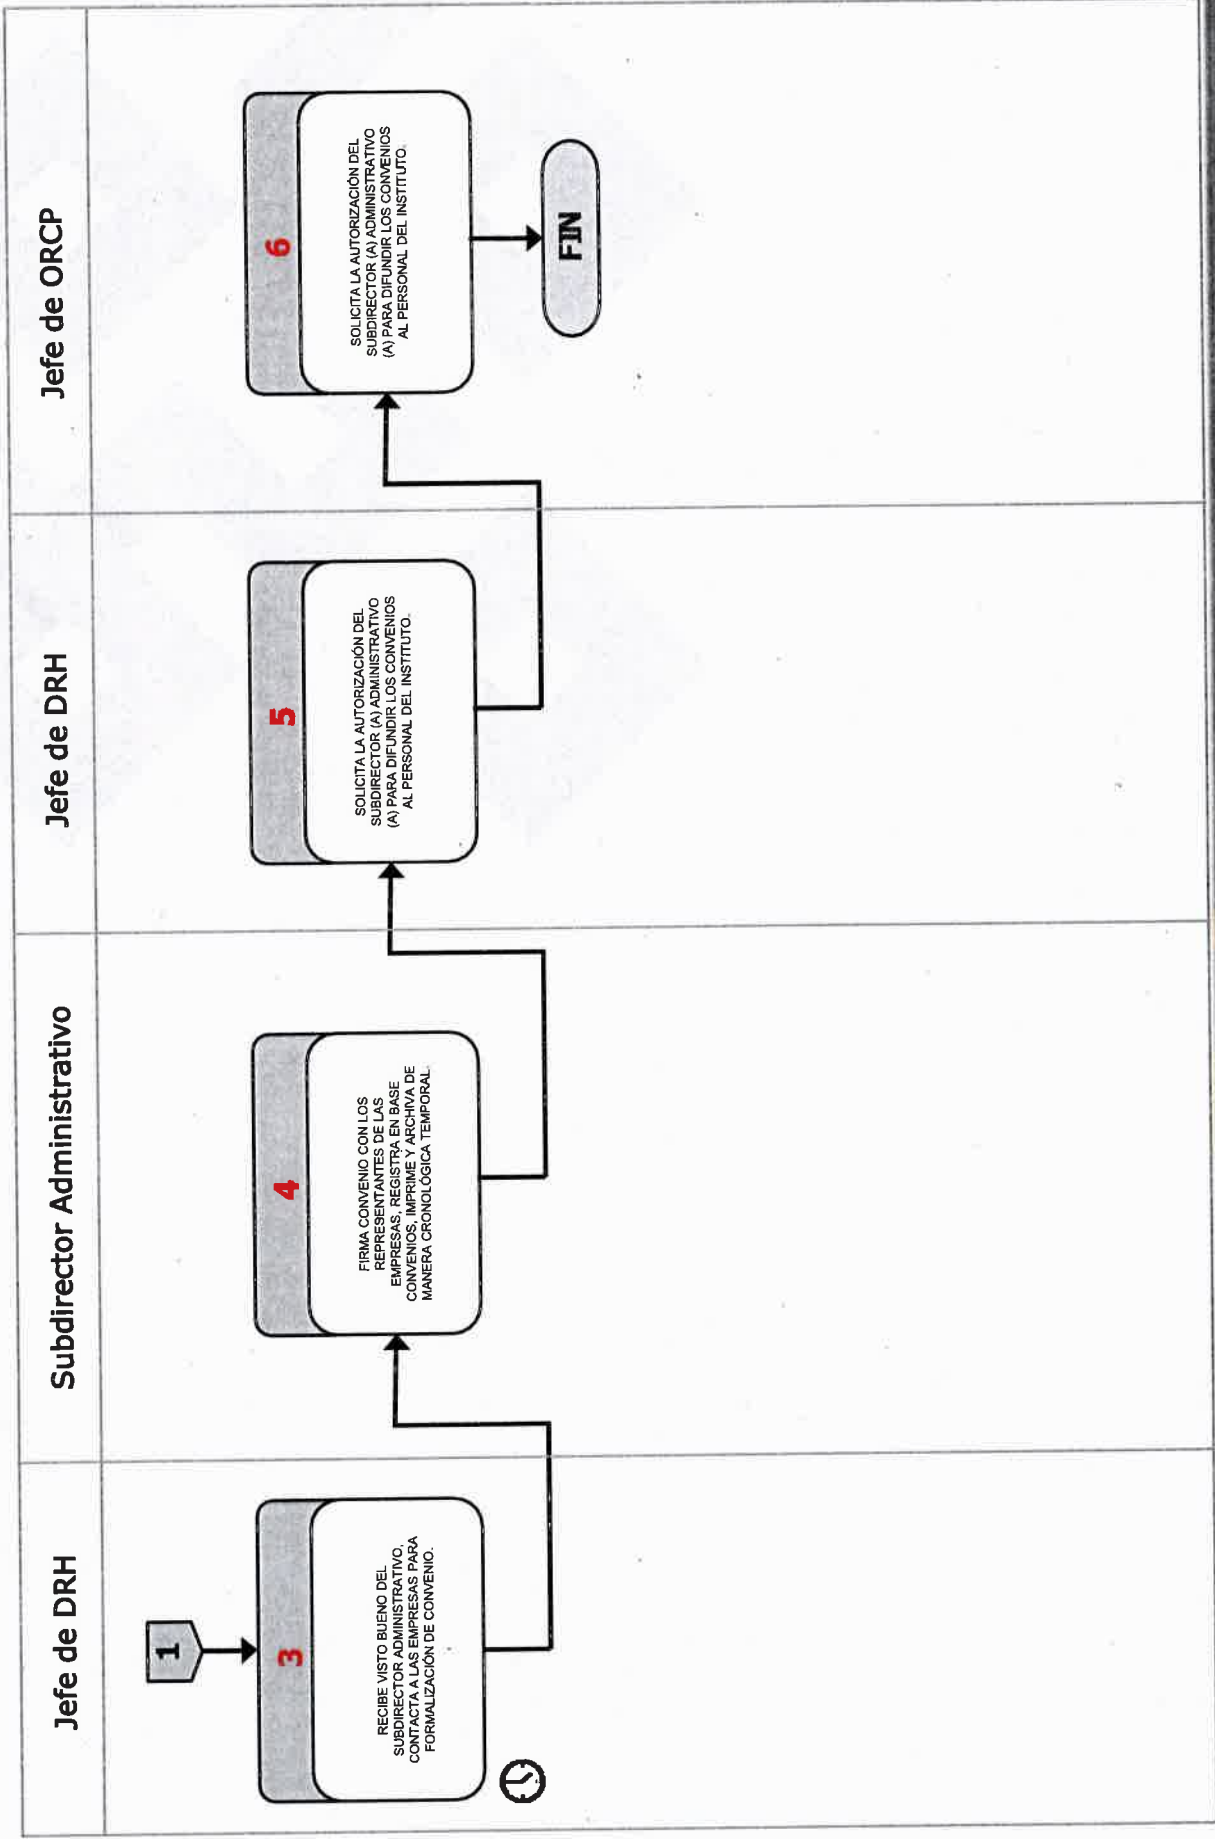 Jefe de DRH
Subdirector Administrativo
Jefe de DRH
Jefe de ORCP
1
3
RECIBE VISTO BUENO DEL
SUBDIRECTOR ADMINISTRATIVO,
CONTACTA A LAS EMPRESAS PARA
FORMALIZACIÓN DE CONVENIO.
4
FIRMA CONVENIO CON LOS
REPRESENTANTES DE LAS
EMPRESAS, REGISTRA EN BASE
CONVENIOS, IMPRIME Y ARCHIVA DE
MANERA CRONOLÓGICA TEMPORAL.
5
SOLICITA LA AUTORIZACIÓN DEL
SUBDIRECTOR (A) ADMINISTRATIVO
(A) PARA DIFUNDIR LOS CONVENIOS
AL PERSONAL DEL INSTITUTO.
6
SOLICITA LA AUTORIZACIÓN DEL
SUBDIRECTOR (A) ADMINISTRATIVO
(A) PARA DIFUNDIR LOS CONVENIOS
AL PERSONAL DEL INSTITUTO.
FIN